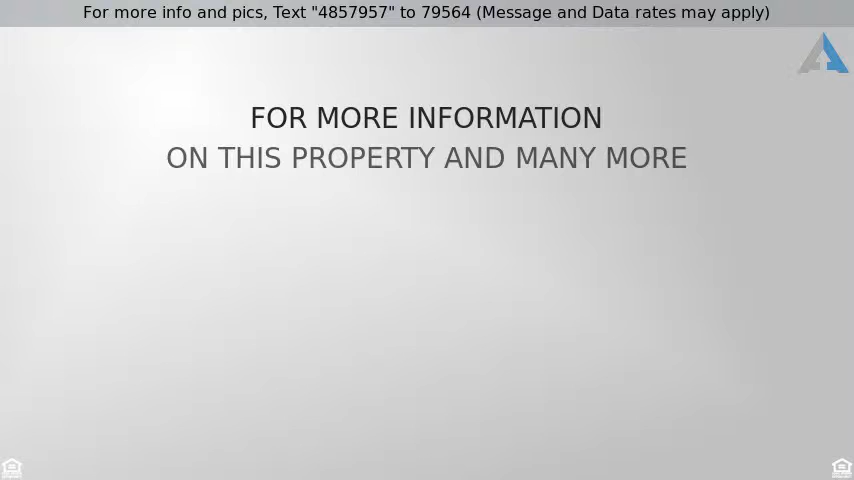 For more info and pics, Text "4857957" to 79564 (Message and Data rates may apply)
FOR MORE INFORMATION
ON THIS PROPERTY AND MANY MORE